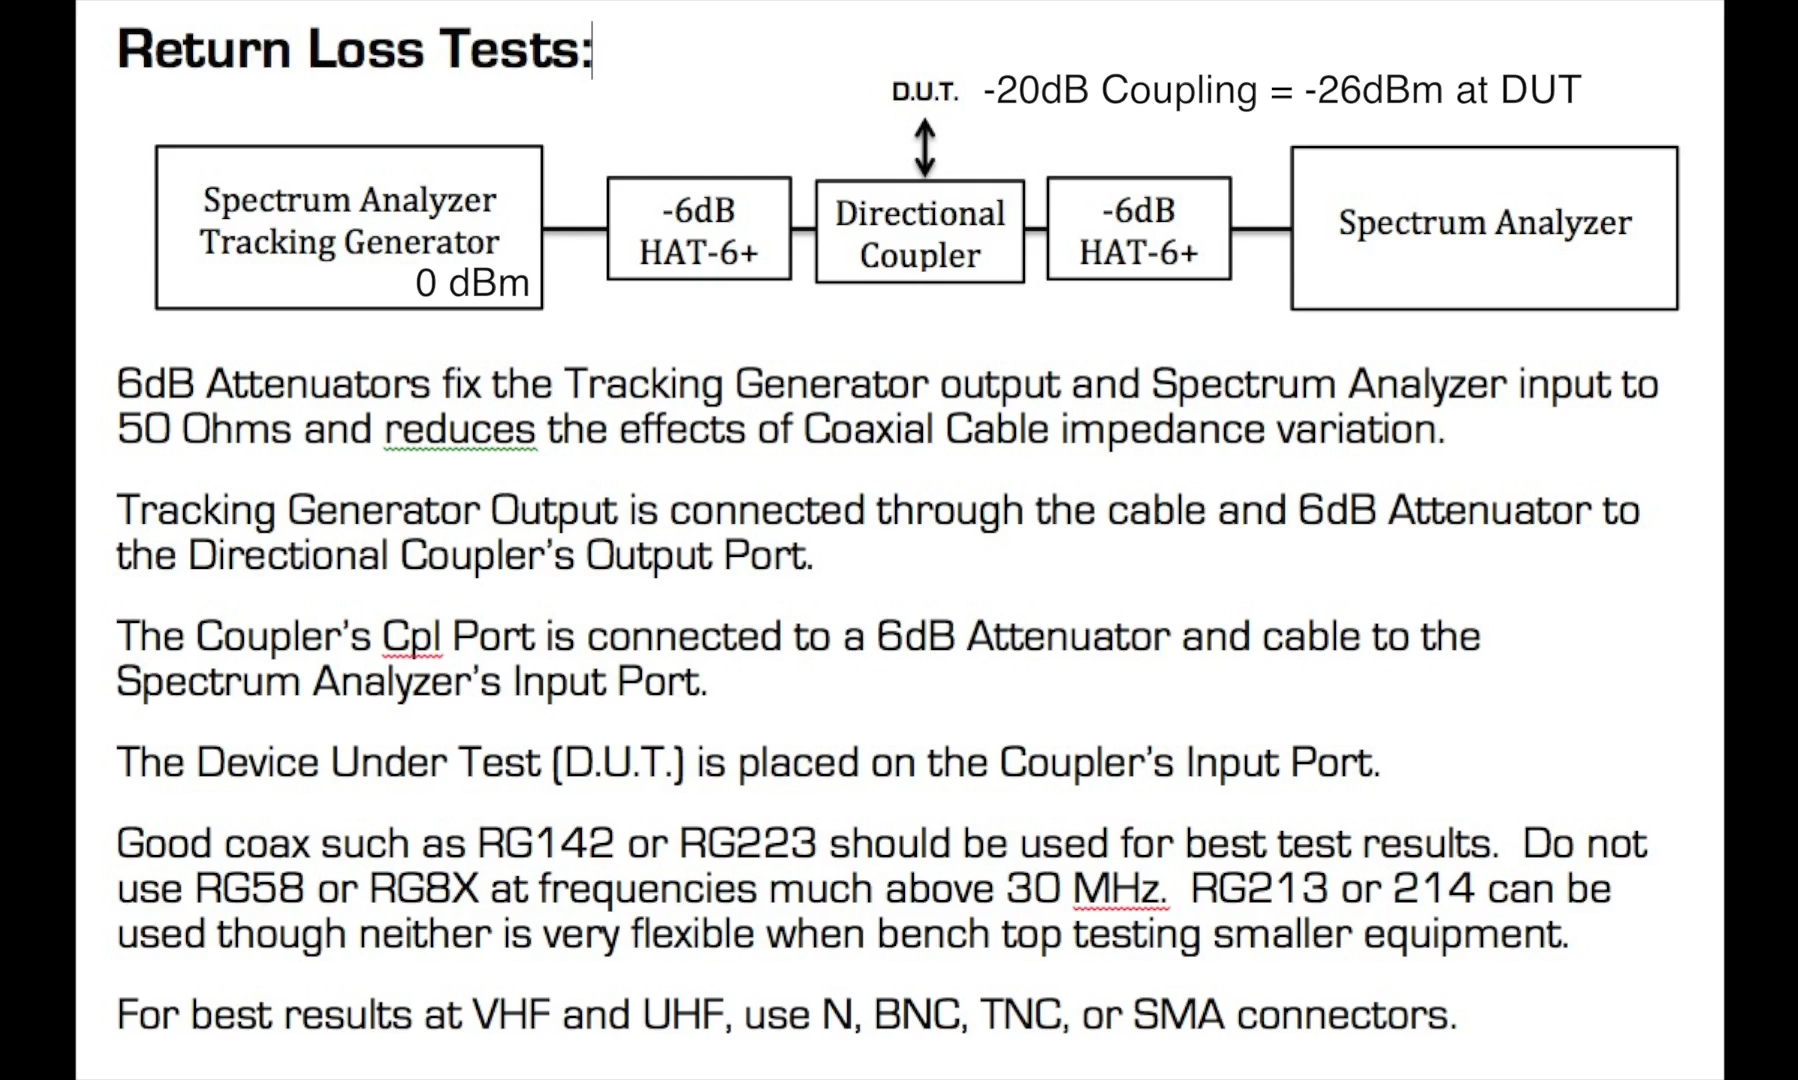 Return Loss Tests:
D.U.T. -20dB Coupling = -26dBm at DUT
Spectrum Analyzer
Tracking Generator
0 dBm
-6dB
HAT-6+
Directional
Coupler
-6dB
HAT-6+
Spectrum Analyzer
6dB Attenuators fix the Tracking Generator output and Spectrum Analyzer input to
50 Ohms and reduces the effects of Coaxial Cable impedance variation.
Tracking Generator Output is connected through the cable and 6dB Attenuator to
the Directional Coupler's Output Port.
The Coupler's Cpl Port is connected to a 6dB Attenuator and cable to the
Spectrum Analyzer's Input Port.
The Device Under Test (D.U.T.) is placed on the Coupler's Input Port.
Good coax such as RG142 or RG223 should be used for best test results. Do not
use RG58 or RG8X at frequencies much above 30 MHz. RG213 or 214 can be
used though neither is very flexible when bench top testing smaller equipment.
For best results at VHF and UHF, use N, BNC, TNC, or SMA connectors.